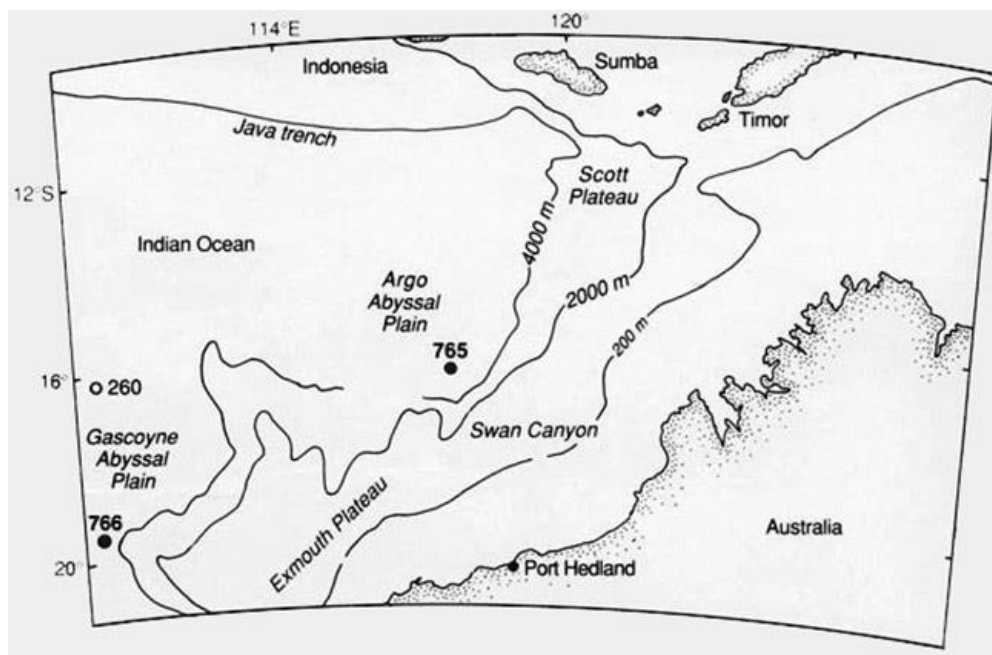 114°E
120°
Indonesia
Sumba
Timor
Java trench
12°S
Scott
Plateau
4000 m
Indian Ocean
2000 m
Argo
Abyssal
Plain
200 m
765
16°
260
Gascoyne
Abyssal
Plain
Swan Canyon
766
Exmouth Plateau
Australia
20°
Port Hedland